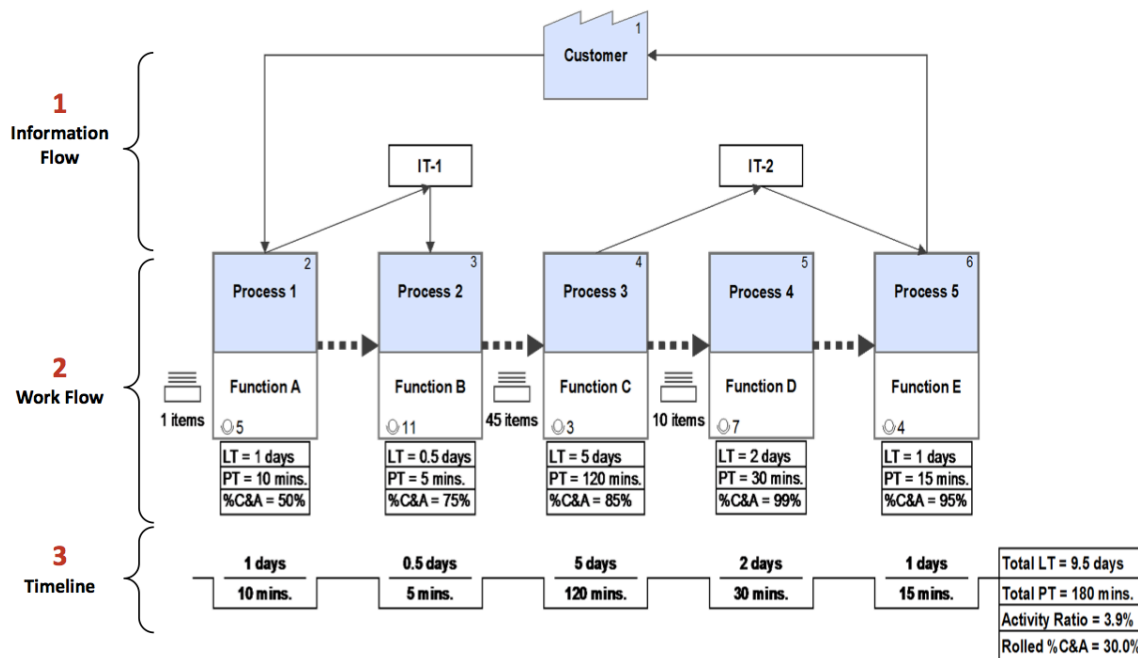 1
Customer
1
Information
Flow
IT-1
IT-2
2
Process 1
3
Process 2
4
Process 3
5
Process 4
6
Process 5
2
Work Flow
1 items
Function A
5
Function B
11
45 items
Function C
3
10 items
Function D
7
Function E
4
LT = 1 days
PT = 10 mins.
%C&A = 50%
LT = 0.5 days
PT = 5 mins.
%C&A = 75%
LT = 5 days
PT = 120 mins.
%C&A = 85%
LT = 2 days
PT = 30 mins.
%C&A = 99%
LT = 1 days
PT = 15 mins.
%C&A = 95%
3
Timeline
1 days
10 mins.
0.5 days
5 mins.
5 days
120 mins.
2 days
30 mins.
1 days
15 mins.
Total LT = 9.5 days
Total PT = 180 mins.
Activity Ratio = 3.9%
Rolled %C&A = 30.0%